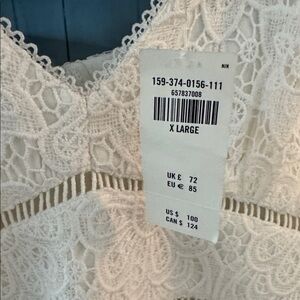 159-374-0156-111
657837008
X LARGE
UK £ 72
EU € 85
US $ 100
CAN $ 124